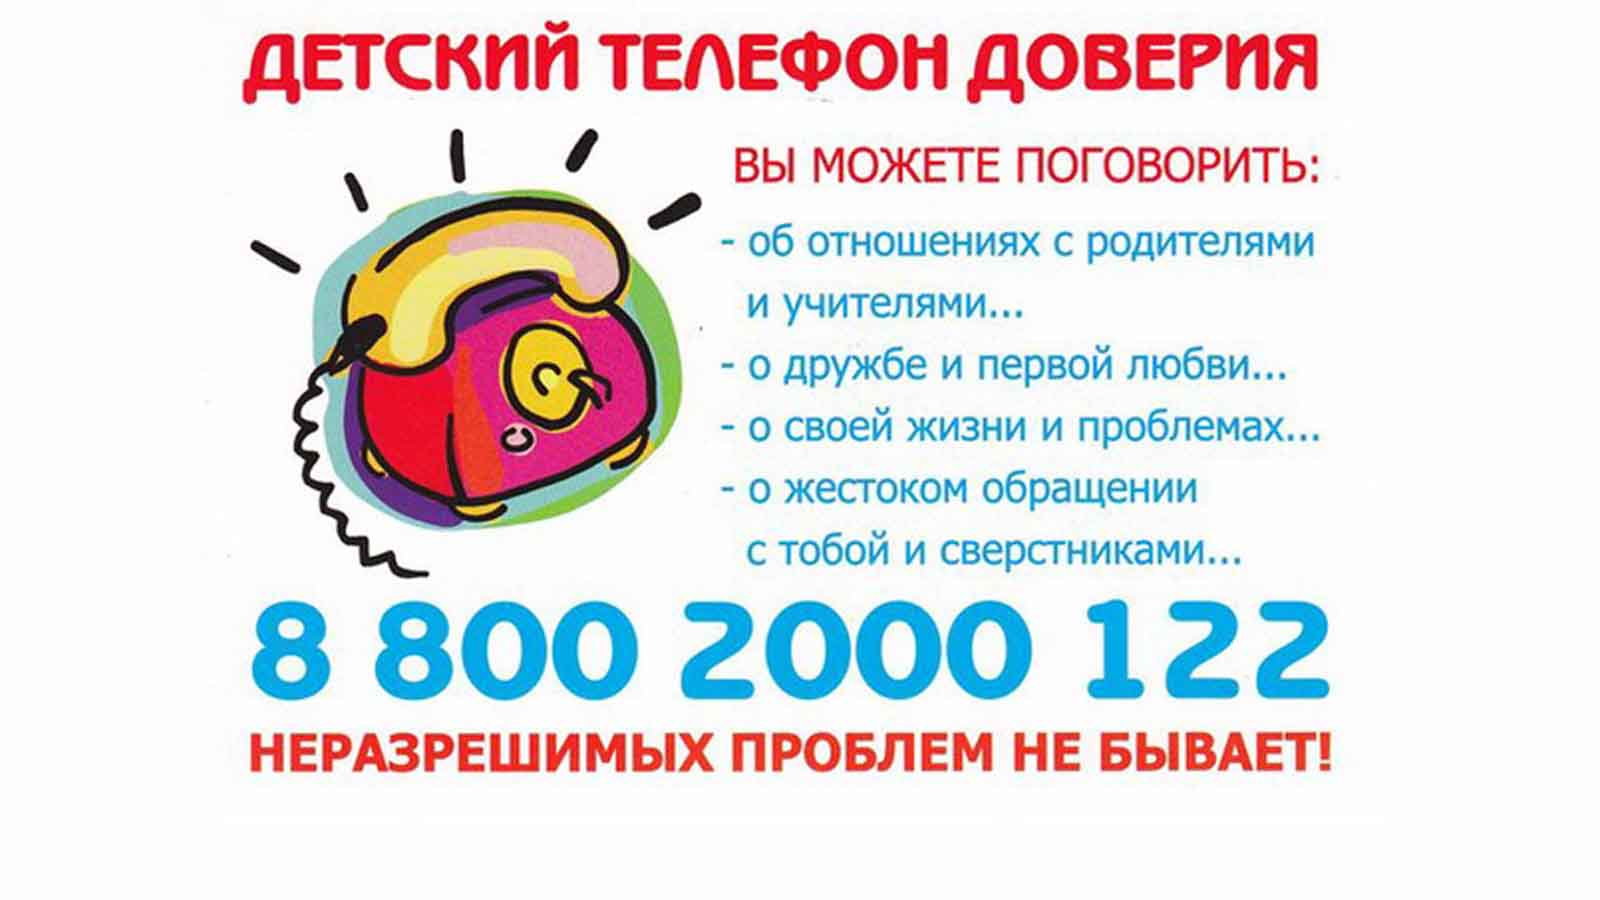 ДЕТСКИЙ ТЕЛЕФОН ДОВЕРИЯ
ВЫ МОЖЕТЕ ПОГОВОРИТЬ:
- об отношениях с родителями
и учителями...
- о дружбе и первой любви...
- о своей жизни и проблемах...
- о жестоком обращении
с тобой и сверстниками...
8 800 2000 122
НЕРАЗРЕШИМЫХ ПРОБЛЕМ НЕ БЫВАЕТ!